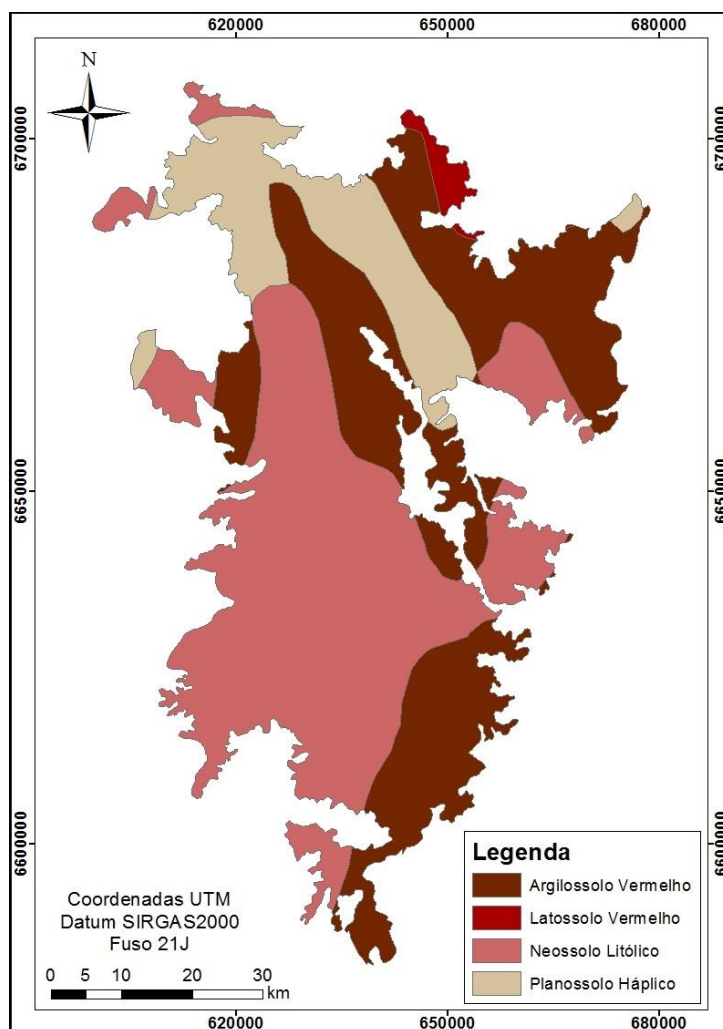 620000 650000 680000
N
6700000 6700000
6650000 6650000
6600000 6600000
Legenda
Argilossolo Vermelho
Latossolo Vermelho
Neossolo Litólico
Planossolo Háplico
Coordenadas UTM
Datum SIRGAS2000
Fuso 21J
0 5 10 20 30
km
620000 650000 680000